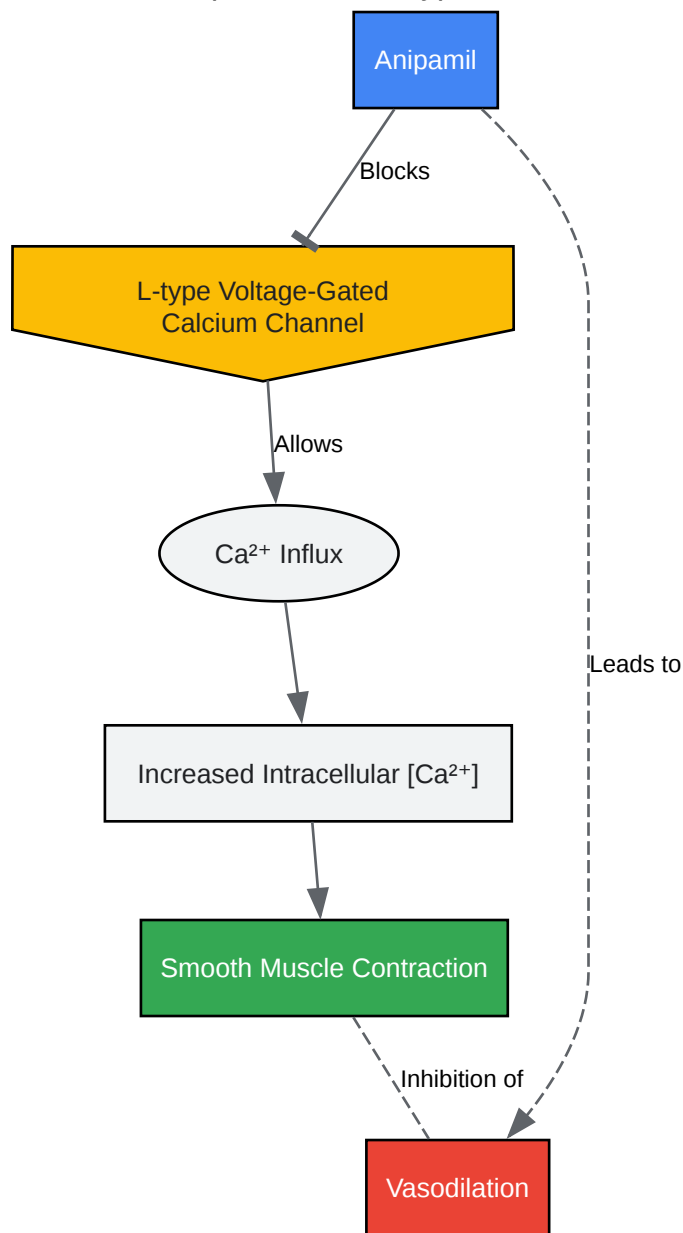 Anipamil
Blocks
L-type Voltage-Gated
Calcium Channel
Allows
Ca²⁺ Influx
Leads to
Increased Intracellular [Ca²⁺]
Smooth Muscle Contraction
Inhibition of
Vasodilation